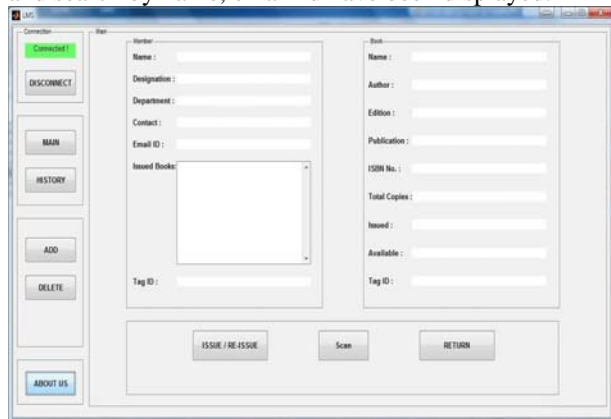 LMS
Connection
Connected !
DISCONNECT
MAIN
HISTORY
ADD
DELETE
ABOUT US
Main
Member
Name :
Designation :
Department :
Contact :
Email ID :
Issued Books:
Tag ID :
Book
Name :
Author :
Edition :
Publication :
ISBN No. :
Total Copies :
Issued :
Available :
Tag ID :
ISSUE / RE-ISSUE
Scan
RETURN